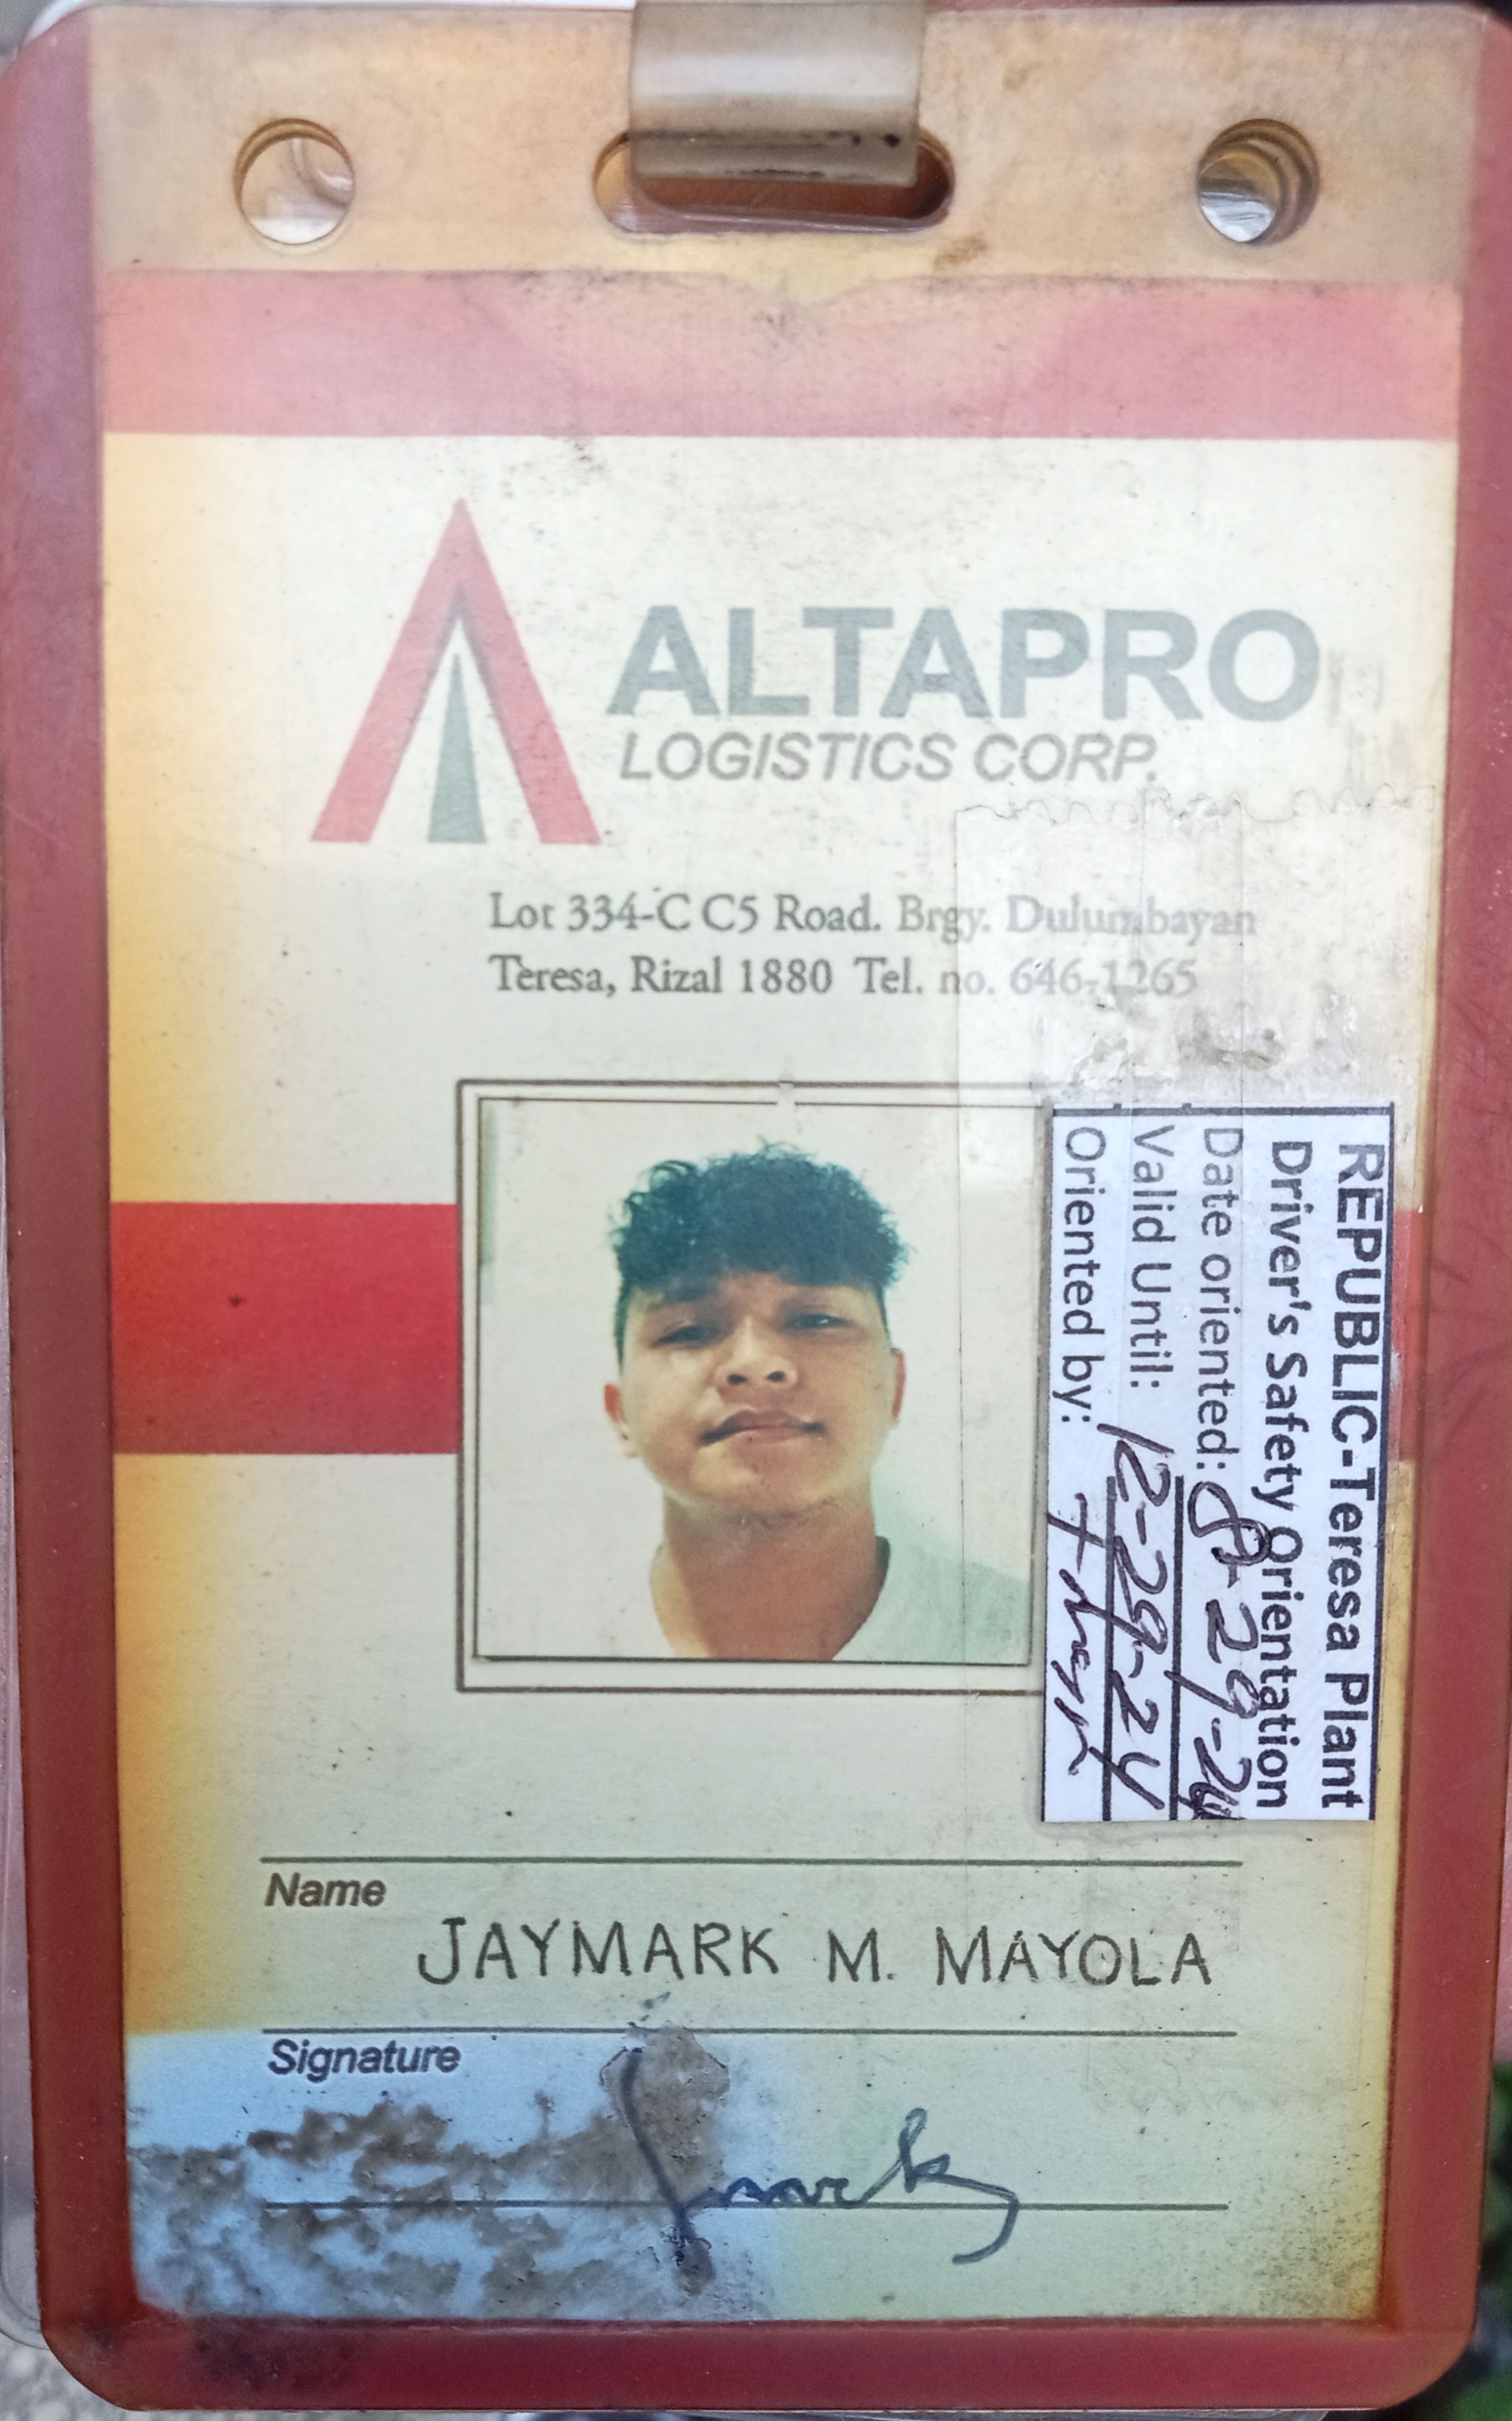 ALTAPRO
LOGISTICS CORP.
Lot 334-C C5 Road. Brgy. Dulumbayan
Teresa, Rizal 1880 Tel. no. 646-1265
REPUBLIC-Teresa Plant
Driver's Safety Orientation
Date oriented: 8-29-24
Valid Until: 12-29-24
Oriented by:
Name
JAYMARK M. MAYOLA
Signature